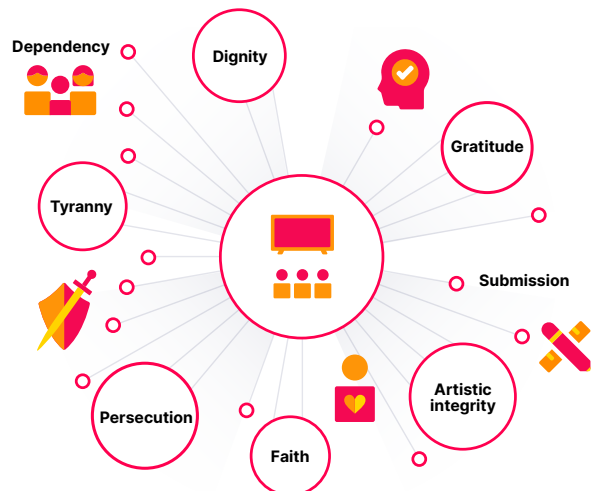 Dependency
Dignity
Gratitude
Tyranny
Submission
Artistic
integrity
Persecution
Faith